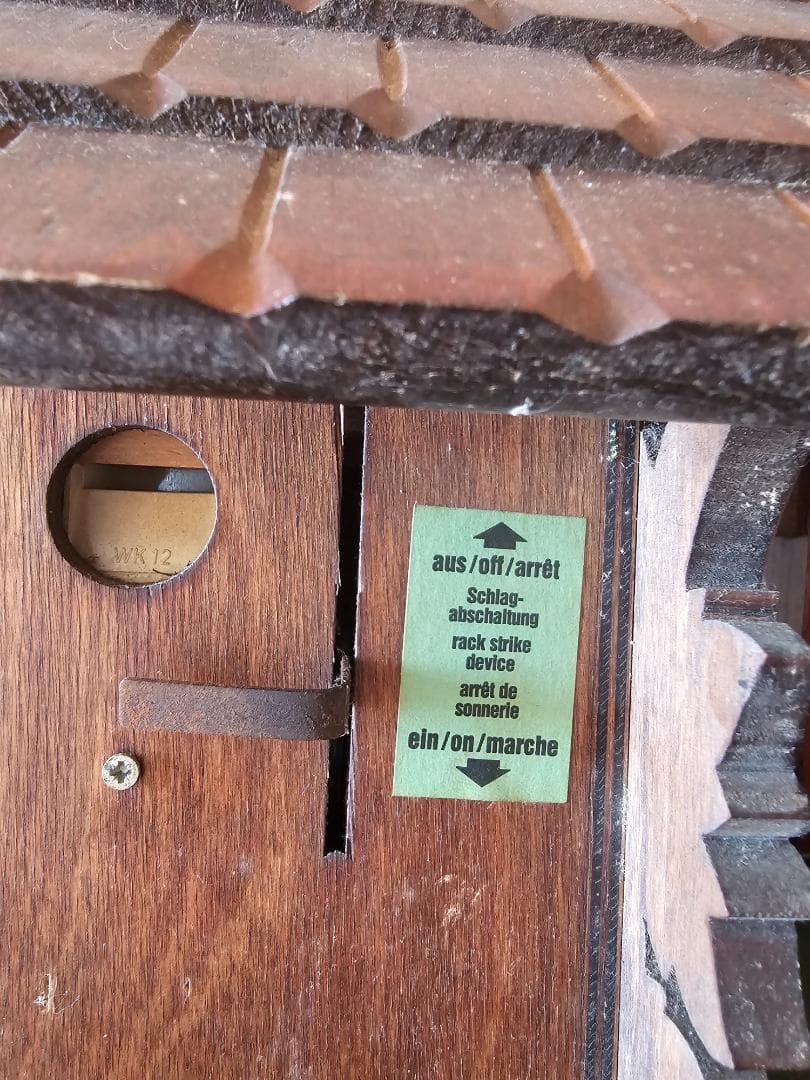 WK 12
aus/off/arrêt
Schlag-
abschaltung
rack strike
device
arrêt de
sonnerie
ein/on/marche